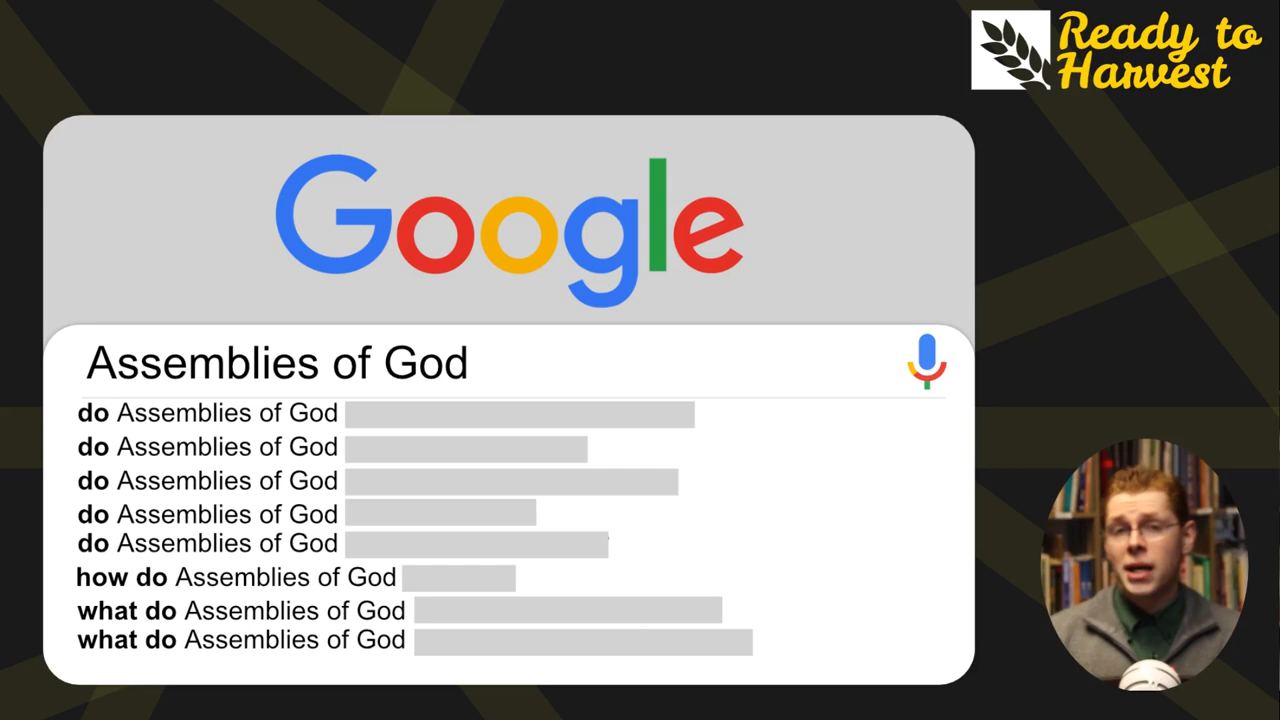 Ready to
Harvest
Google
Assemblies of God
do Assemblies of God
do Assemblies of God
do Assemblies of God
do Assemblies of God
do Assemblies of God
how do Assemblies of God
what do Assemblies of God
what do Assemblies of God